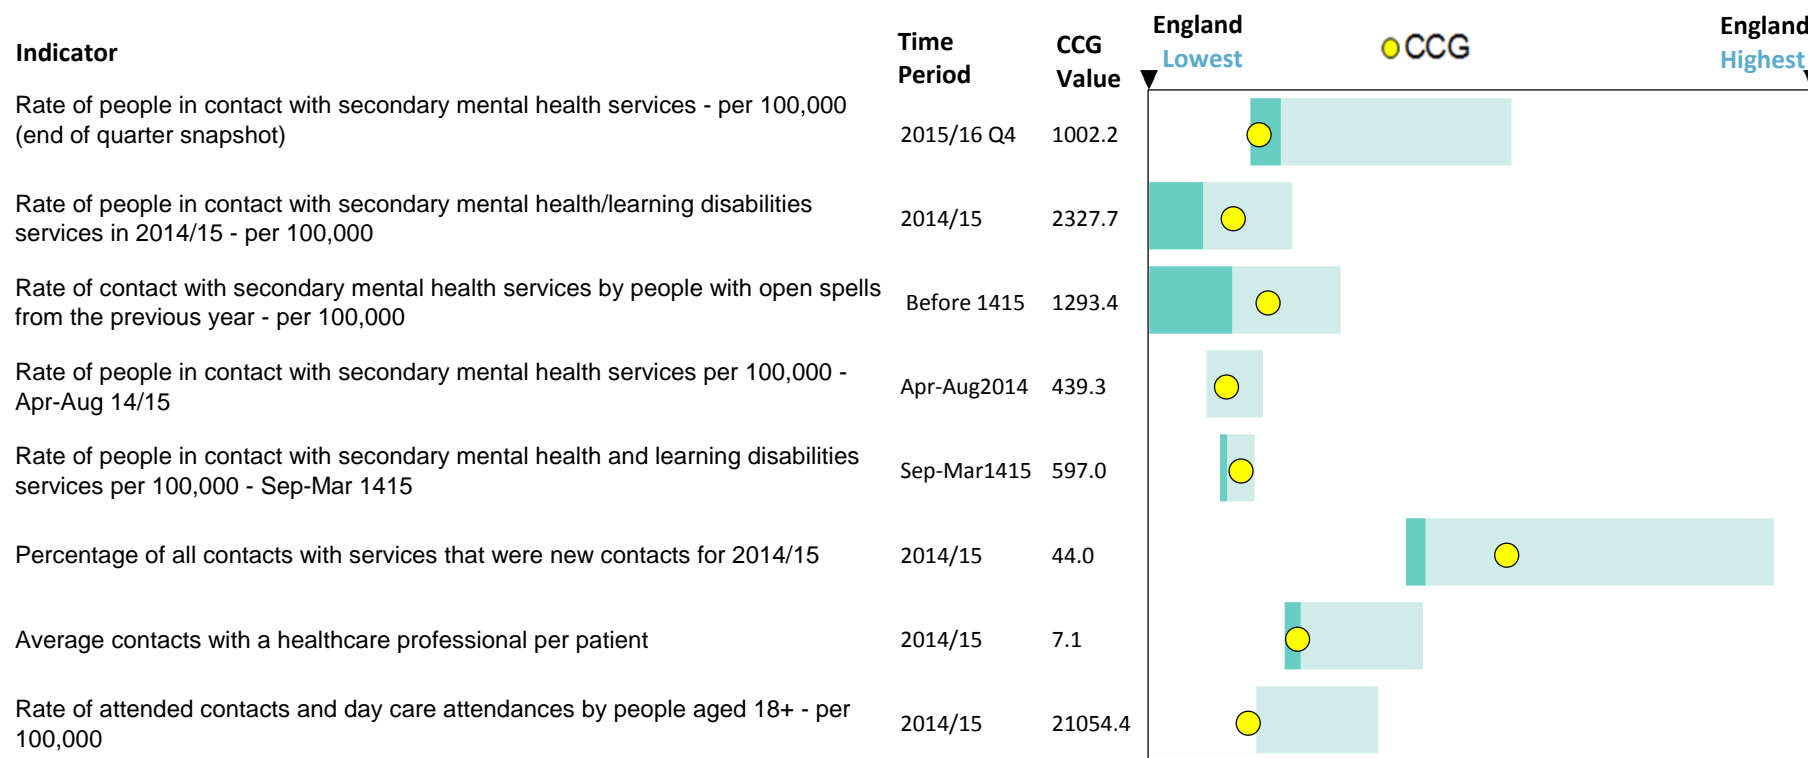 Indicator
Time Period
CCG Value
England Lowest
CCG
England Highest
Rate of people in contact with secondary mental health services - per 100,000
(end of quarter snapshot)
2015/16 Q4
1002.2
Rate of people in contact with secondary mental health/learning disabilities
services in 2014/15 - per 100,000
2014/15
2327.7
Rate of contact with secondary mental health services by people with open spells
from the previous year - per 100,000
Before 1415
1293.4
Rate of people in contact with secondary mental health services per 100,000 -
Apr-Aug 14/15
Apr-Aug2014
439.3
Rate of people in contact with secondary mental health and learning disabilities
services per 100,000 - Sep-Mar 1415
Sep-Mar1415
597.0
Percentage of all contacts with services that were new contacts for 2014/15
2014/15
44.0
Average contacts with a healthcare professional per patient
2014/15
7.1
Rate of attended contacts and day care attendances by people aged 18+ - per
100,000
2014/15
21054.4